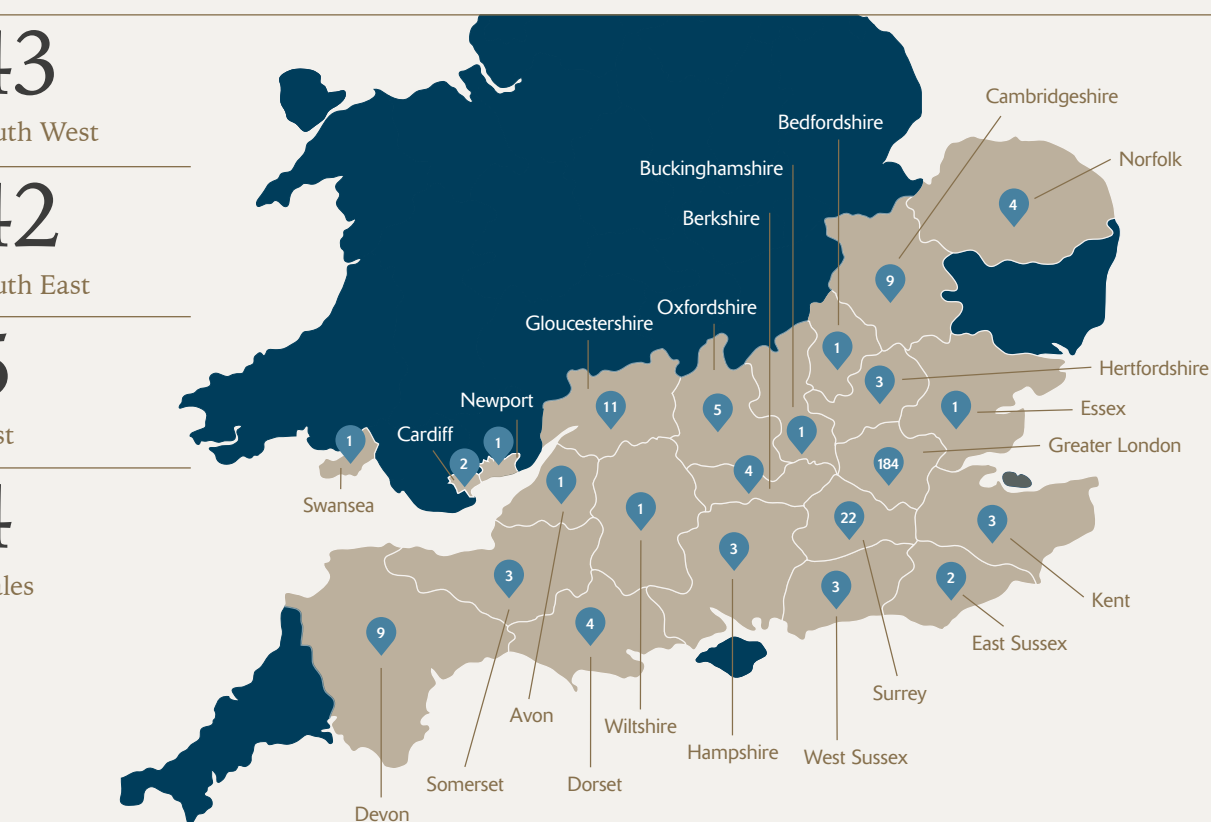 43
uth West
42
uth East
5
st
4
ales
Cambridgeshire
Bedfordshire
Norfolk
Buckinghamshire
4
Berkshire
9
Oxfordshire
Gloucestershire
1
Hertfordshire
3
Newport
11
5
1
Essex
Cardiff
1
1
1
Greater London
2
4
184
1
Swansea
1
22
3
3
3
2
3
Kent
9
4
East Sussex
Surrey
Avon
Wiltshire
Hampshire
West Sussex
Somerset
Dorset
Devon